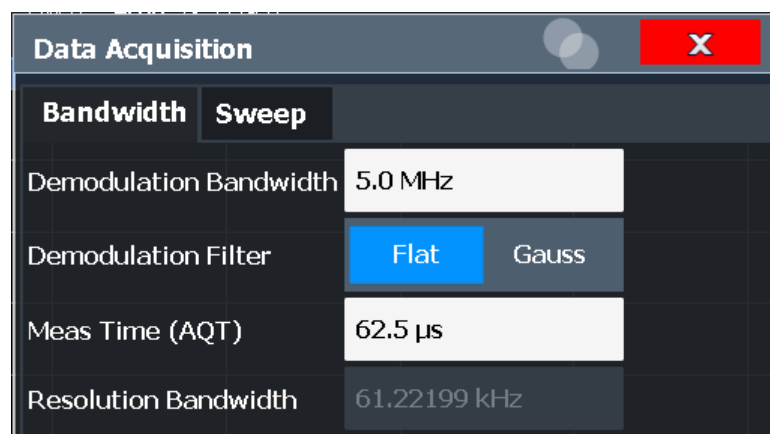 Data Acquisition X
Bandwidth Sweep
Demodulation Bandwidth 5.0 MHz
Demodulation Filter Flat Gauss
Meas Time (AQT) 62.5 µs
Resolution Bandwidth 61.22199 kHz